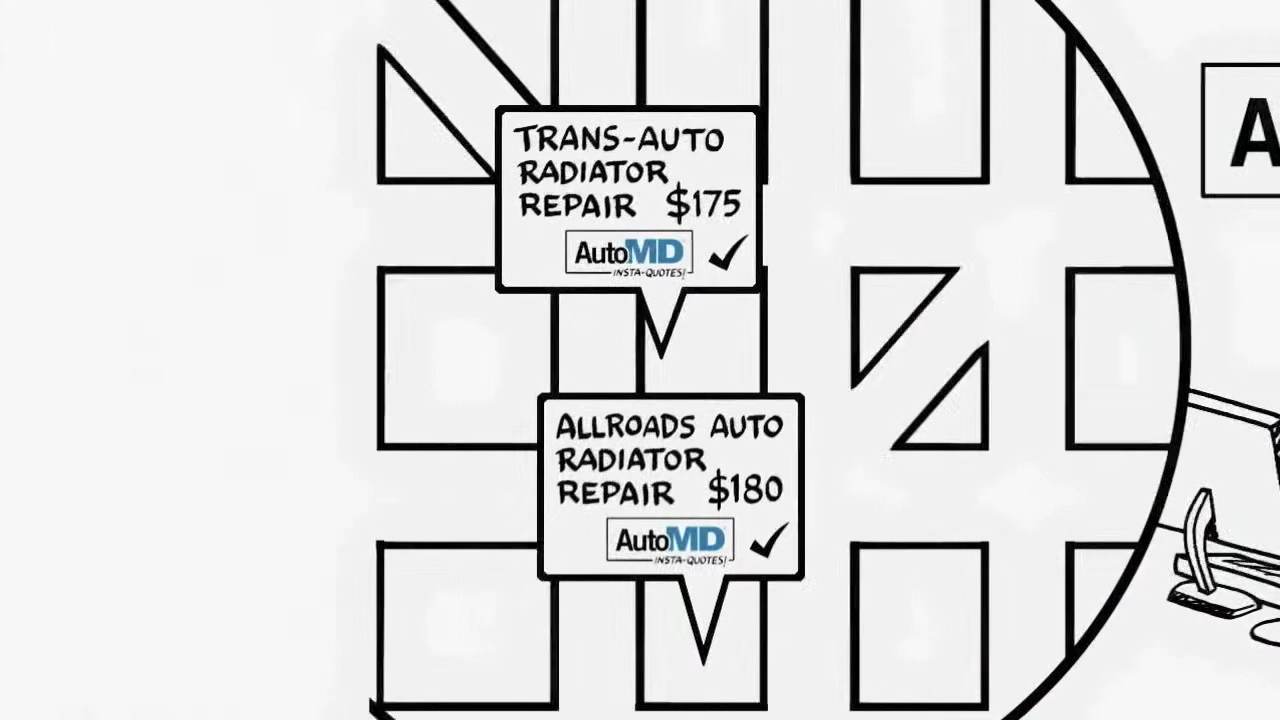 TRANS-AUTO
RADIATOR
REPAIR $175
AutoMD
INSTA-QUOTES!
ALLROADS AUTO
RADIATOR
REPAIR $180
AutoMD
INSTA-QUOTES!
A